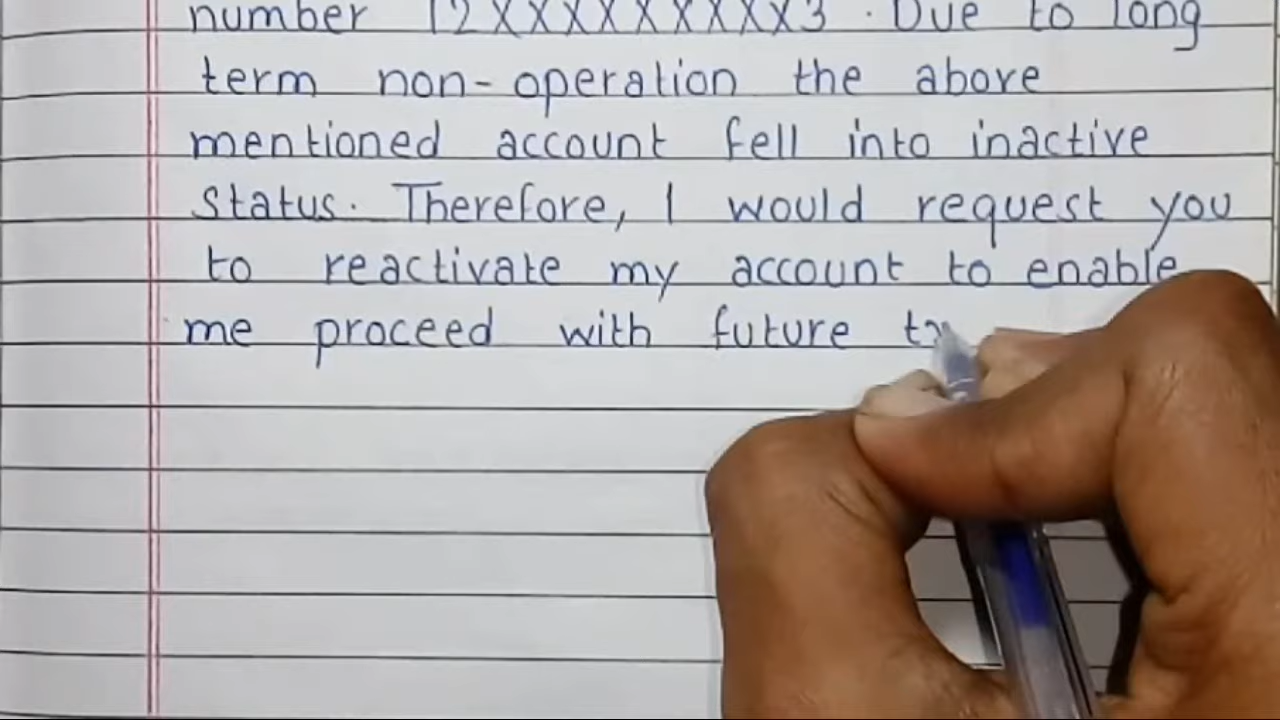 number 12XXXXXXXXX3. Due to long
term non-operation the above
mentioned account fell into inactive
status. Therefore, I would request you
to reactivate my account to enable
me proceed with future